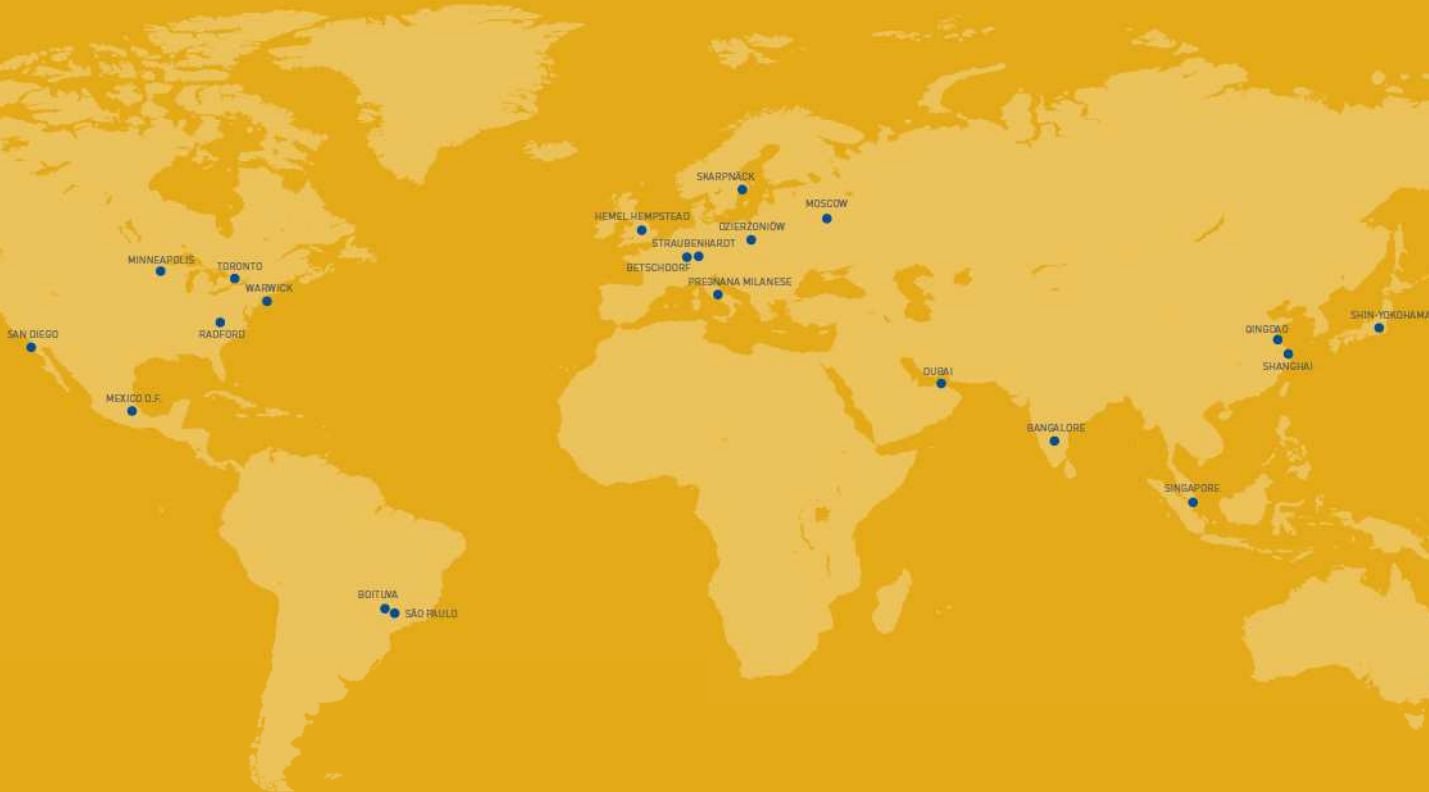 SKARPNÄCK
MOSCOW
HEMEL HEMPSTEAD
DZIERŻONIÓW
STRAUBENHARDT
BETSCHDORF
PREGNANA MILANESE
MINNEAPOLIS
TORONTO
WARWICK
SAN DIEGO
RADFORD
MEXICO D.F.
SHIN-YOKOHAMA
QINGDAO
SHANGHAI
DUBAI
BANGALORE
SINGAPORE
BOITUVA
SÃO PAULO